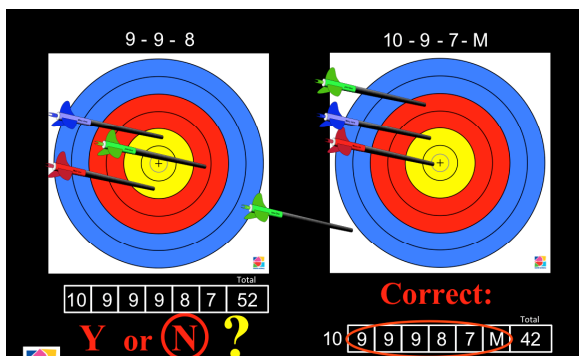 9 - 9 - 8
10 - 9 - 7 - M
Total
10 9 9 9 8 7 52
Y or N ?
Correct:
Total
10 9 9 9 8 7 M 42